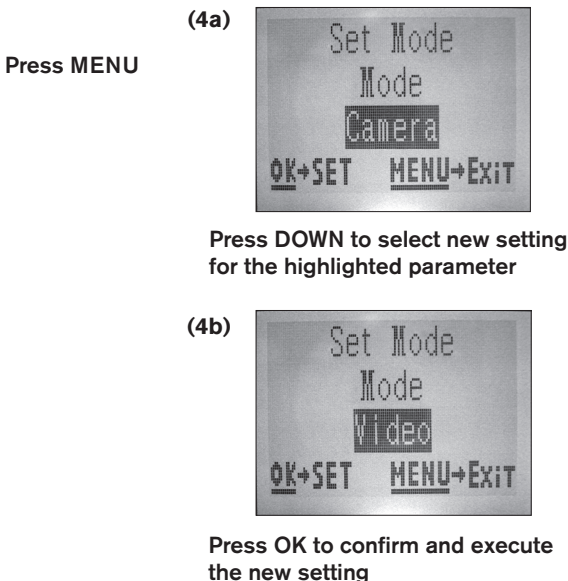 (4a)
Press MENU
Set Mode
Mode
Camera
OK→SET MENU→EXiT
Press DOWN to select new setting
for the highlighted parameter
(4b)
Set Mode
Mode
Video
OK→SET MENU→EXiT
Press OK to confirm and execute
the new setting